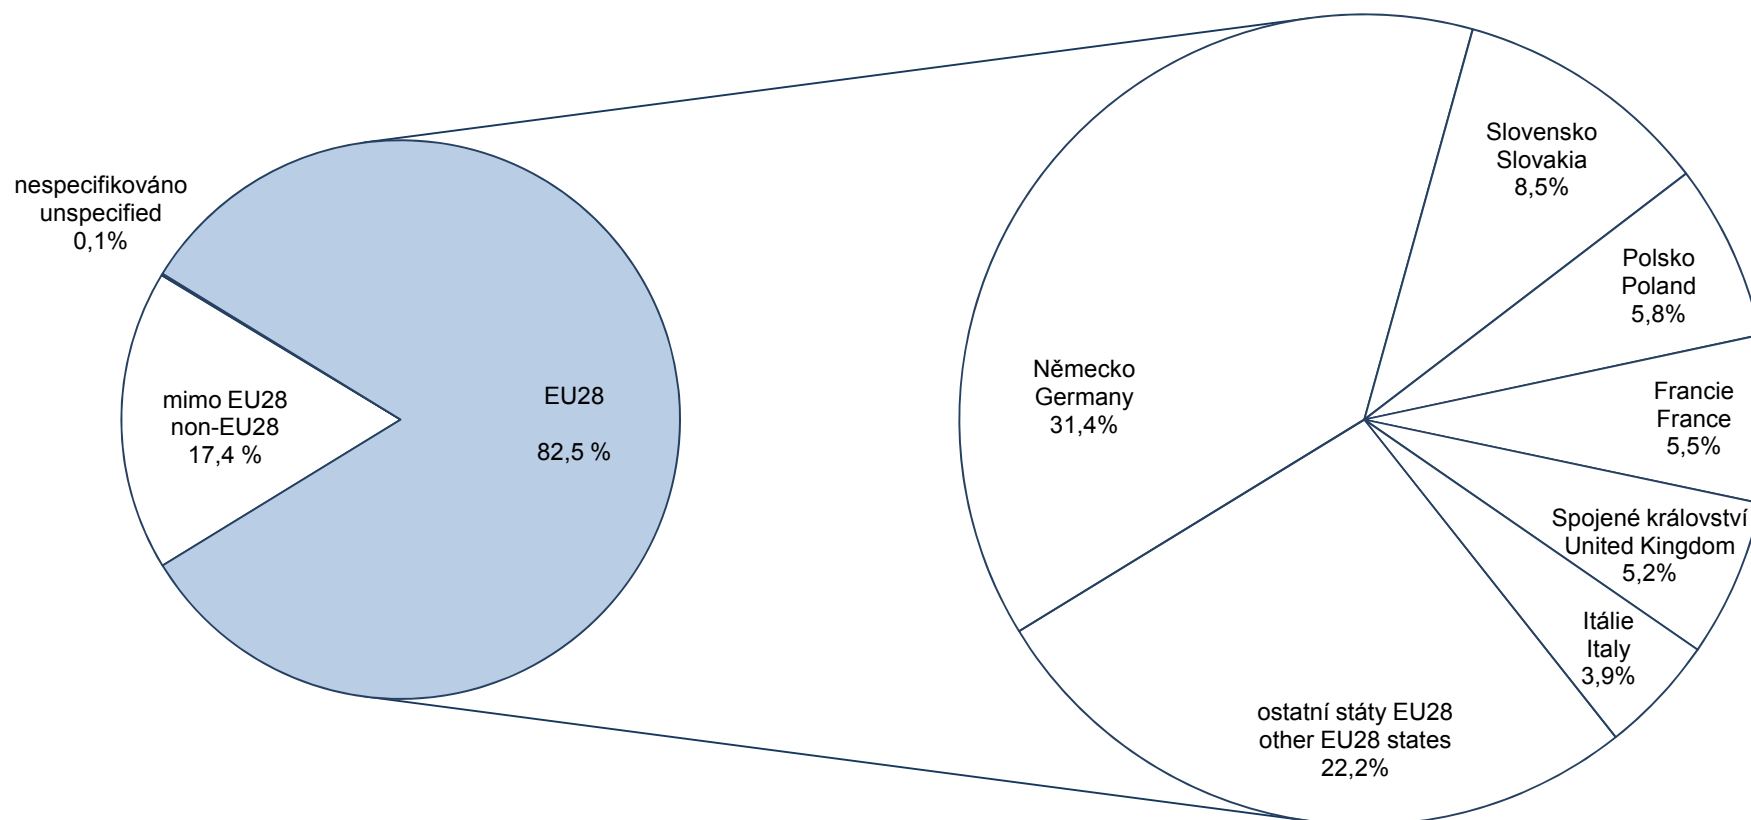 nespecifikováno
unspecified
0,1%
mimo EU28
non-EU28
17,4 %
EU28
82,5 %
Německo
Germany
31,4%
Slovensko
Slovakia
8,5%
Polsko
Poland
5,8%
Francie
France
5,5%
Spojené království
United Kingdom
5,2%
Itálie
Italy
3,9%
ostatní státy EU28
other EU28 states
22,2%